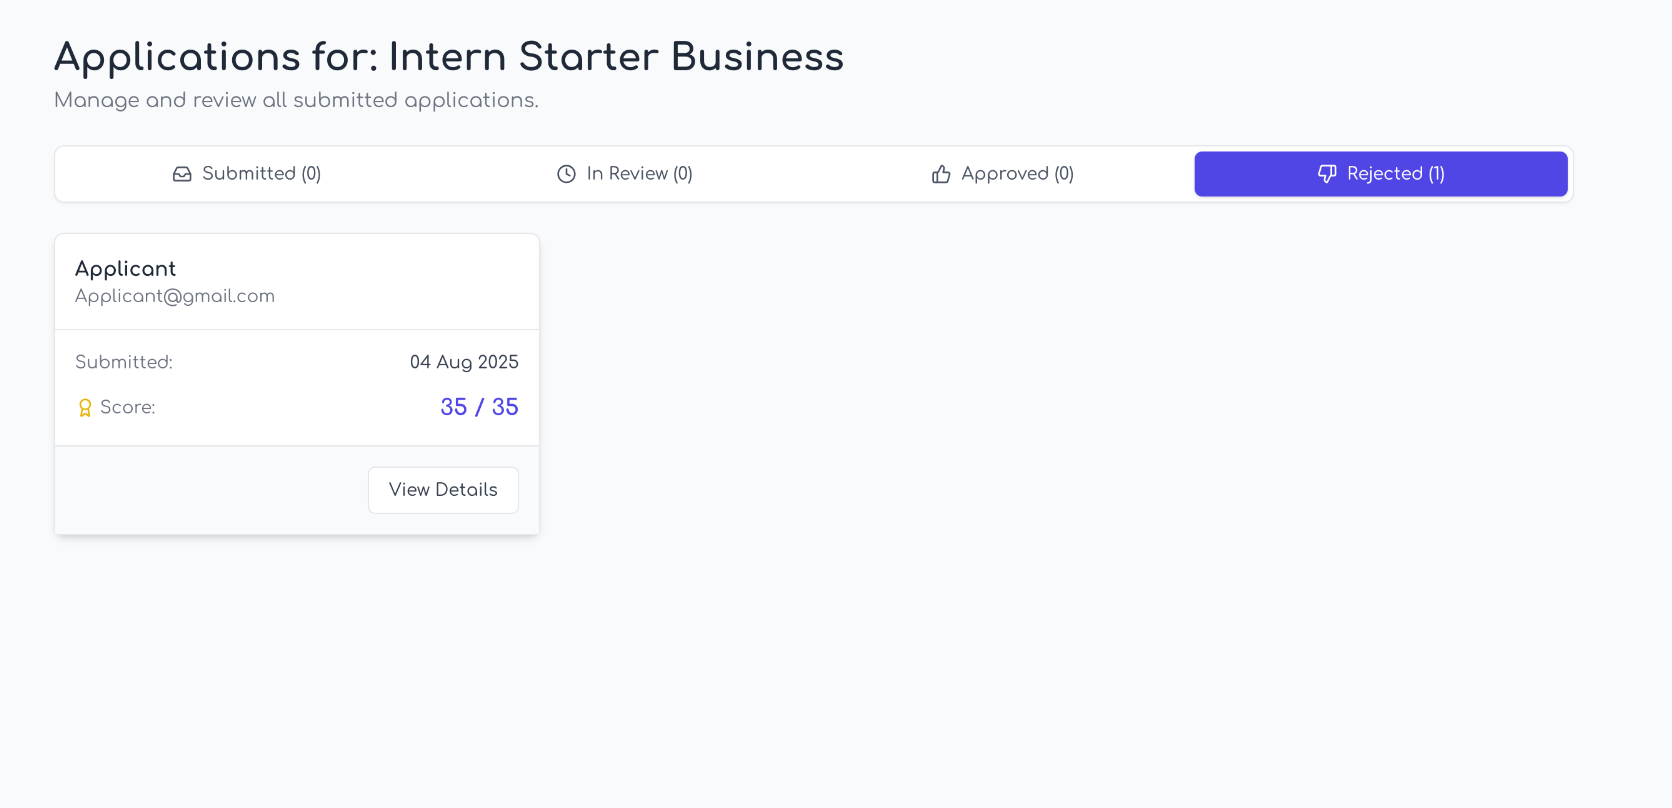 Applications for: Intern Starter Business
Manage and review all submitted applications.
Submitted (0)
In Review (0)
Approved (0)
Rejected (1)
Applicant
Applicant@gmail.com
Submitted: 04 Aug 2025
Score: 35 / 35
View Details